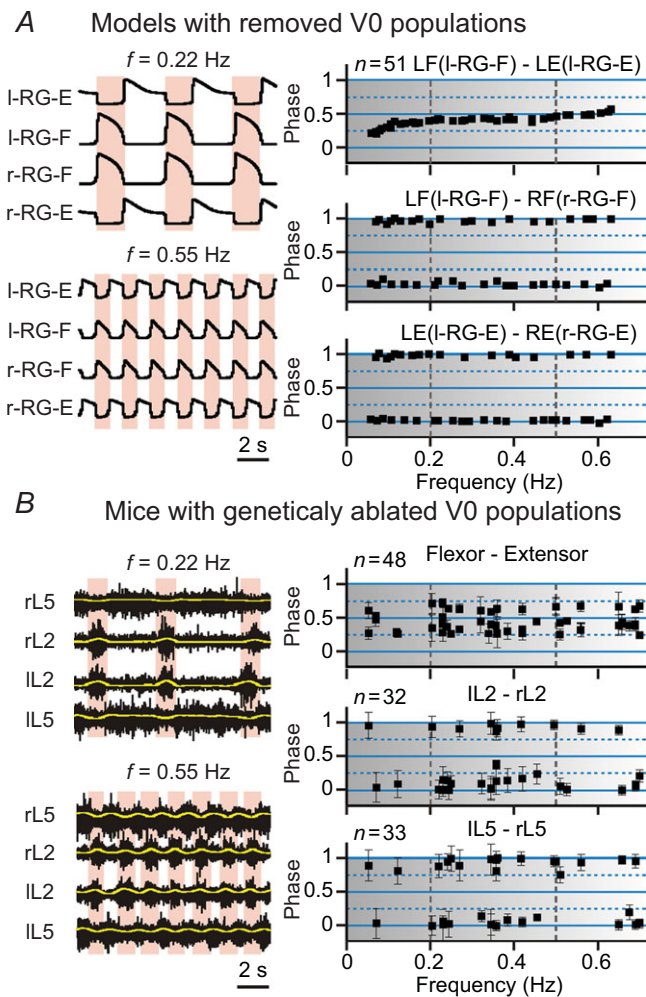 A Models with removed V0 populations
f = 0.22 Hz
l-RG-E
l-RG-F
r-RG-F
r-RG-E
f = 0.55 Hz
l-RG-E
l-RG-F
r-RG-F
r-RG-E
2 s
n=51 LF(l-RG-F) - LE(l-RG-E)
Phase
1
0.5
0
LF(l-RG-F) - RF(r-RG-F)
Phase
1
0.5
0
LE(l-RG-E) - RE(r-RG-E)
Phase
1
0.5
0
0 0.2 0.4 0.6
Frequency (Hz)
B Mice with geneticaly ablated V0 populations
f = 0.22 Hz
rL5
rL2
lL2
lL5
f = 0.55 Hz
rL5
rL2
lL2
lL5
2 s
n=48 Flexor - Extensor
Phase
1
0.5
0
n=32 lL2 - rL2
Phase
1
0.5
0
n=33 lL5 - rL5
Phase
1
0.5
0
0 0.2 0.4 0.6
Frequency (Hz)